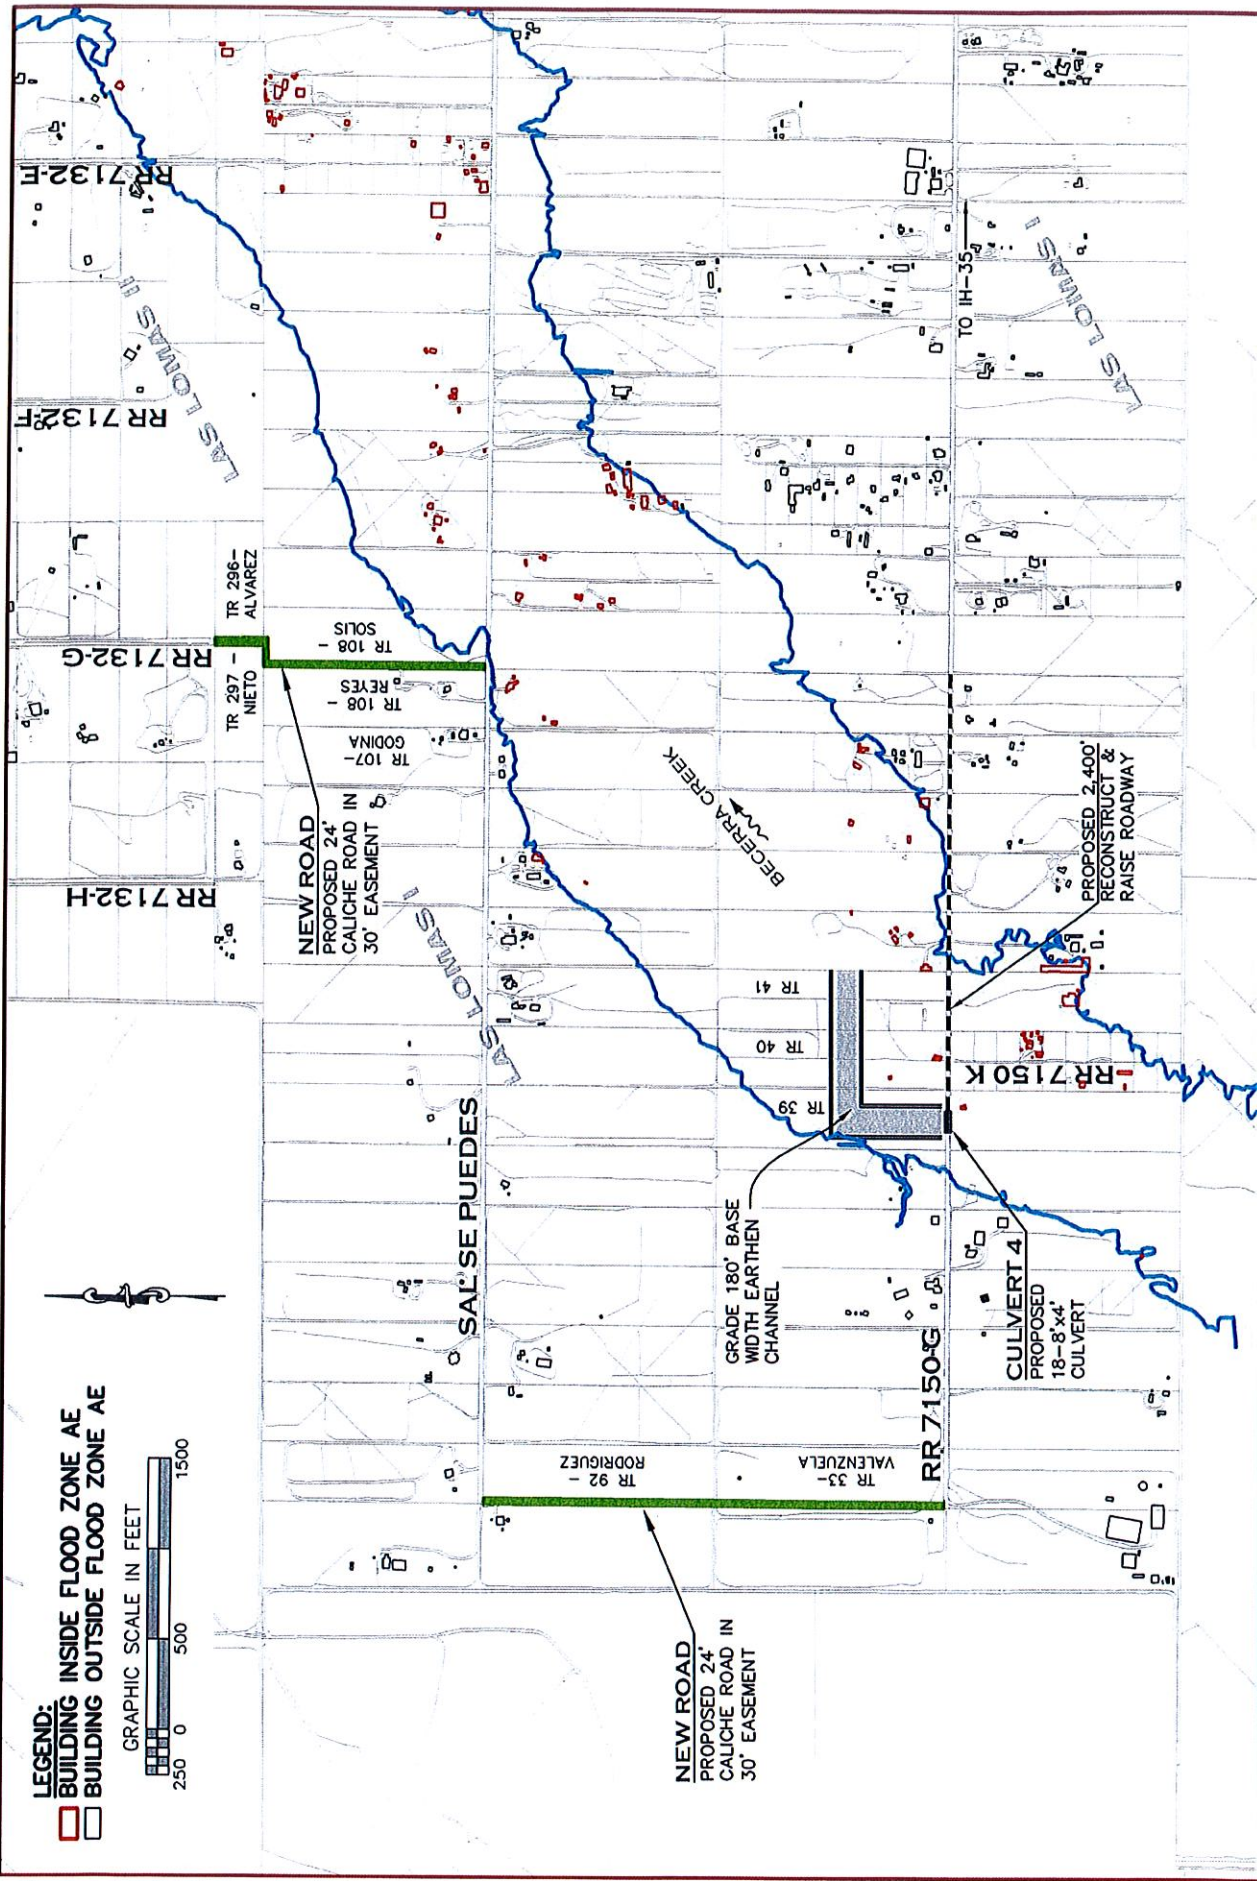 LEGEND:
BUILDING INSIDE FLOOD ZONE AE
BUILDING OUTSIDE FLOOD ZONE AE
GRAPHIC SCALE IN FEET
250 0 500 1500
RR 7132-H
RR 7132-G
RR 7132-F
RR 7132-E
TR 297 -
NIETO
TR 296-
ALVAREZ
LAS LOMAS II
NEW ROAD
PROPOSED 24'
CALICHE ROAD IN
30' EASEMENT
TR 107-
GODINA
TR 108 -
REYES
TR 108 -
SOLIS
SAL SI PUEDES
LAS LOMAS I
NEW ROAD
PROPOSED 24'
CALICHE ROAD IN
30' EASEMENT
TR 92 -
RODRIGUEZ
TR 33-
VALENZUELA
GRADE 180' BASE
WIDTH EARTHEN
CHANNEL
TR 39
TR 40
TR 41
BECERRA CREEK
RR 7150-G
TO IH-35
CULVERT 4
PROPOSED
18-8'x4'
CULVERT
RR 7150 K
PROPOSED 2,400'
RECONSTRUCT &
RAISE ROADWAY
LAS LOMAS I